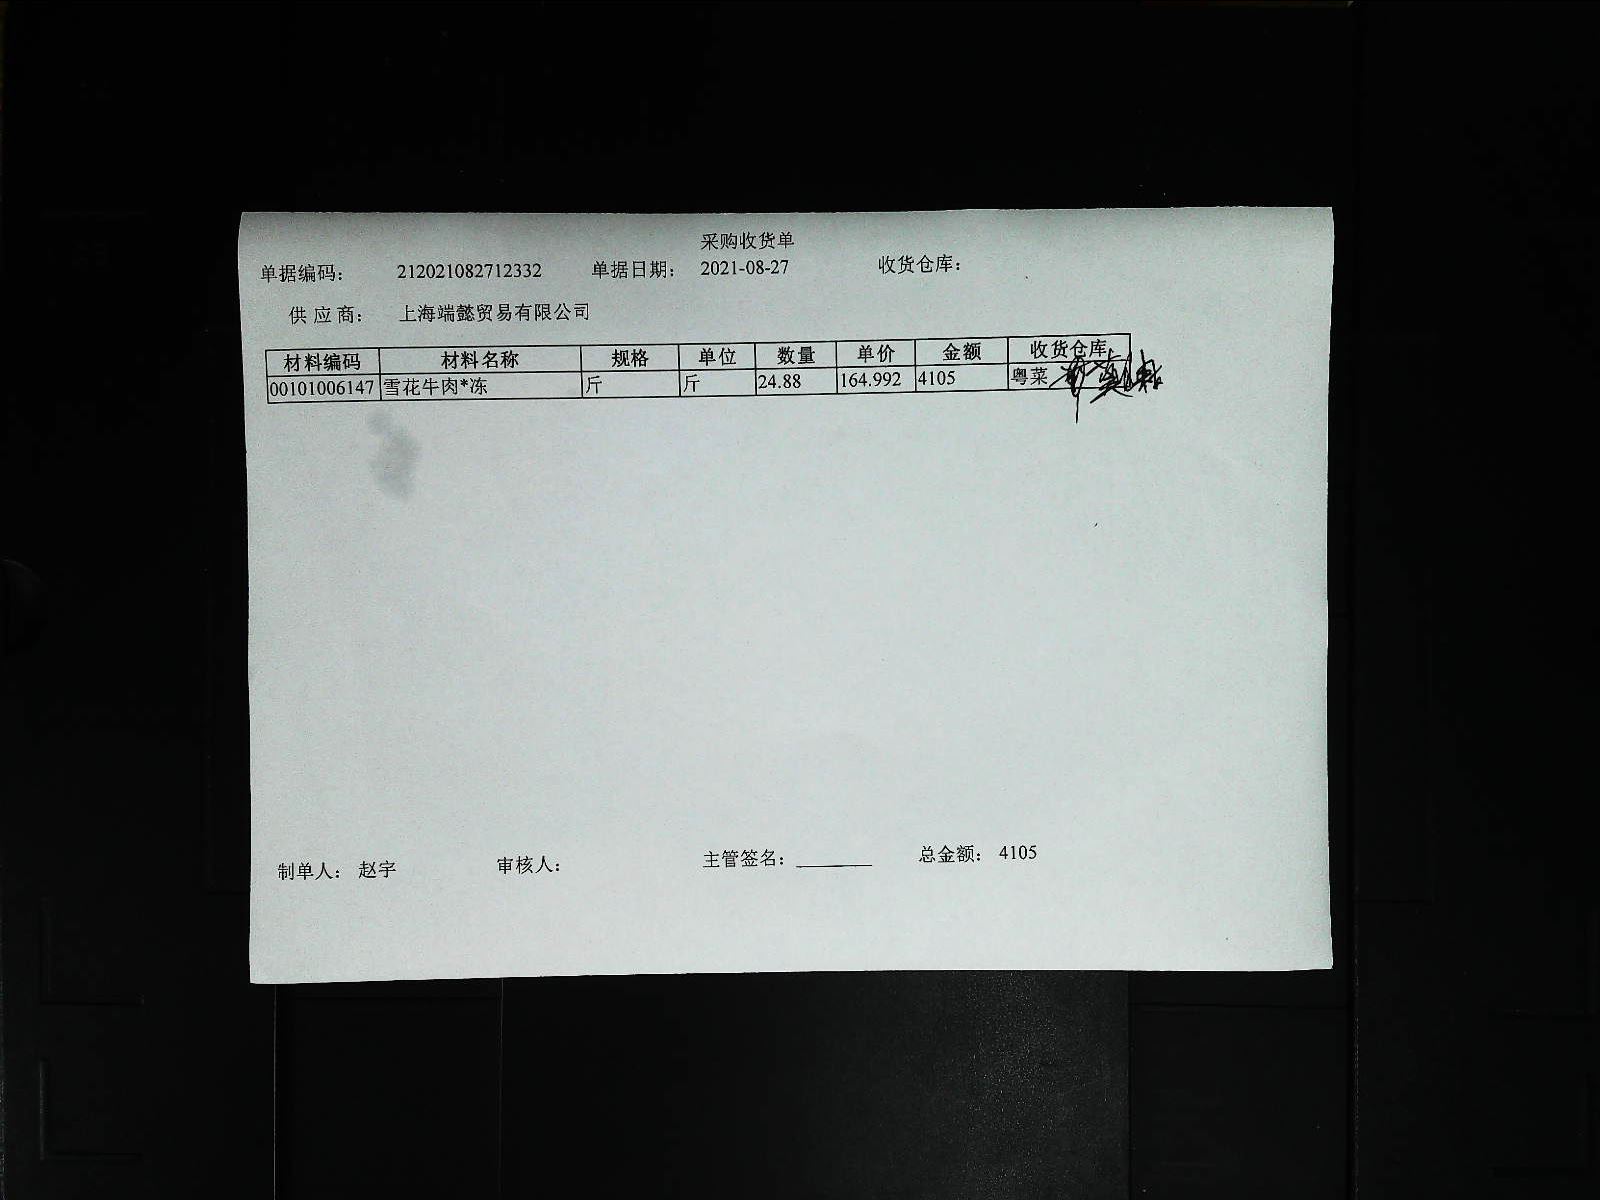 采购收货单
单据编码： 212021082712332 单据日期： 2021-08-27 收货仓库：
供应商： 上海端懿贸易有限公司
材料编码 材料名称 规格 单位 数量 单价 金额 收货仓库
00101006147 雪花牛肉*冻 斤 斤 24.88 164.992 4105 粤菜
制单人： 赵宇 审核人： 主管签名： 总金额： 4105